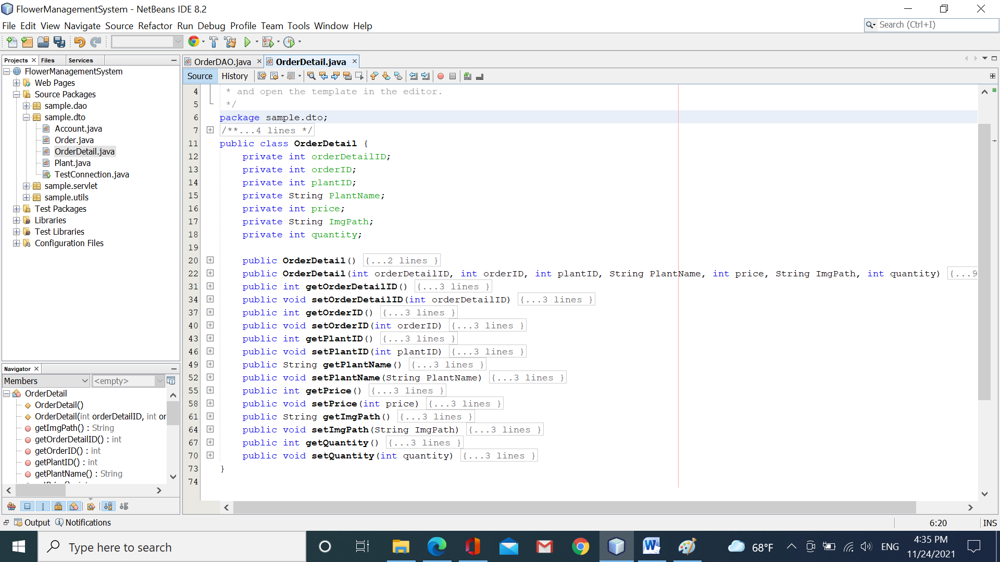 FlowerManagementSystem - NetBeans IDE 8.2
File Edit View Navigate Source Refactor Run Debug Profile Team Tools Window Help
Search (Ctrl+I)
Projects Files Services
FlowerManagementSystem
Web Pages
Source Packages
sample.dao
sample.dto
Account.java
Order.java
OrderDetail.java
Plant.java
TestConnection.java
sample.servlet
sample.utils
Test Packages
Libraries
Test Libraries
Configuration Files
Navigator
Members <empty>
OrderDetail
OrderDetail()
OrderDetail(int orderDetailID, int or
getImgPath() : String
getOrderDetailID() : int
getOrderID() : int
getPlantID() : int
getPlantName() : String
OrderDAO.java OrderDetail.java
Source History
4 * and open the template in the editor.
5 */
6 package sample.dto;
7 /**...4 lines */
11 public class OrderDetail {
12 private int orderDetailID;
13 private int orderID;
14 private int plantID;
15 private String PlantName;
16 private int price;
17 private String ImgPath;
18 private int quantity;
19
20 public OrderDetail() {...2 lines }
22 public OrderDetail(int orderDetailID, int orderID, int plantID, String PlantName, int price, String ImgPath, int quantity) {...9
31 public int getOrderDetailID() {...3 lines }
34 public void setOrderDetailID(int orderDetailID) {...3 lines }
37 public int getOrderID() {...3 lines }
40 public void setOrderID(int orderID) {...3 lines }
43 public int getPlantID() {...3 lines }
46 public void setPlantID(int plantID) {...3 lines }
49 public String getPlantName() {...3 lines }
52 public void setPlantName(String PlantName) {...3 lines }
55 public int getPrice() {...3 lines }
58 public void setPrice(int price) {...3 lines }
61 public String getImgPath() {...3 lines }
64 public void setImgPath(String ImgPath) {...3 lines }
67 public int getQuantity() {...3 lines }
70 public void setQuantity(int quantity) {...3 lines }
73 }
74
Output Notifications
6:20 INS
Type here to search
68°F
ENG
4:35 PM
11/24/2021